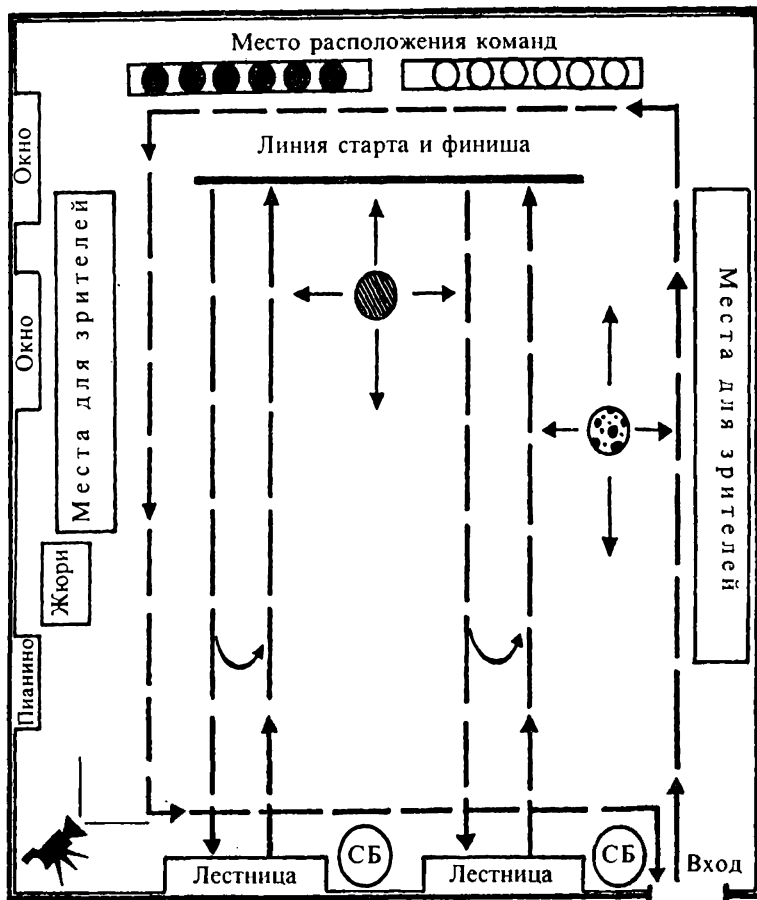 Место расположения команд
Линия старта и финиша
Окно
Места для зрителей
Окно
Места для зрителей
Жюри
Пианино
СБ
СБ
Вход
Лестница
Лестница